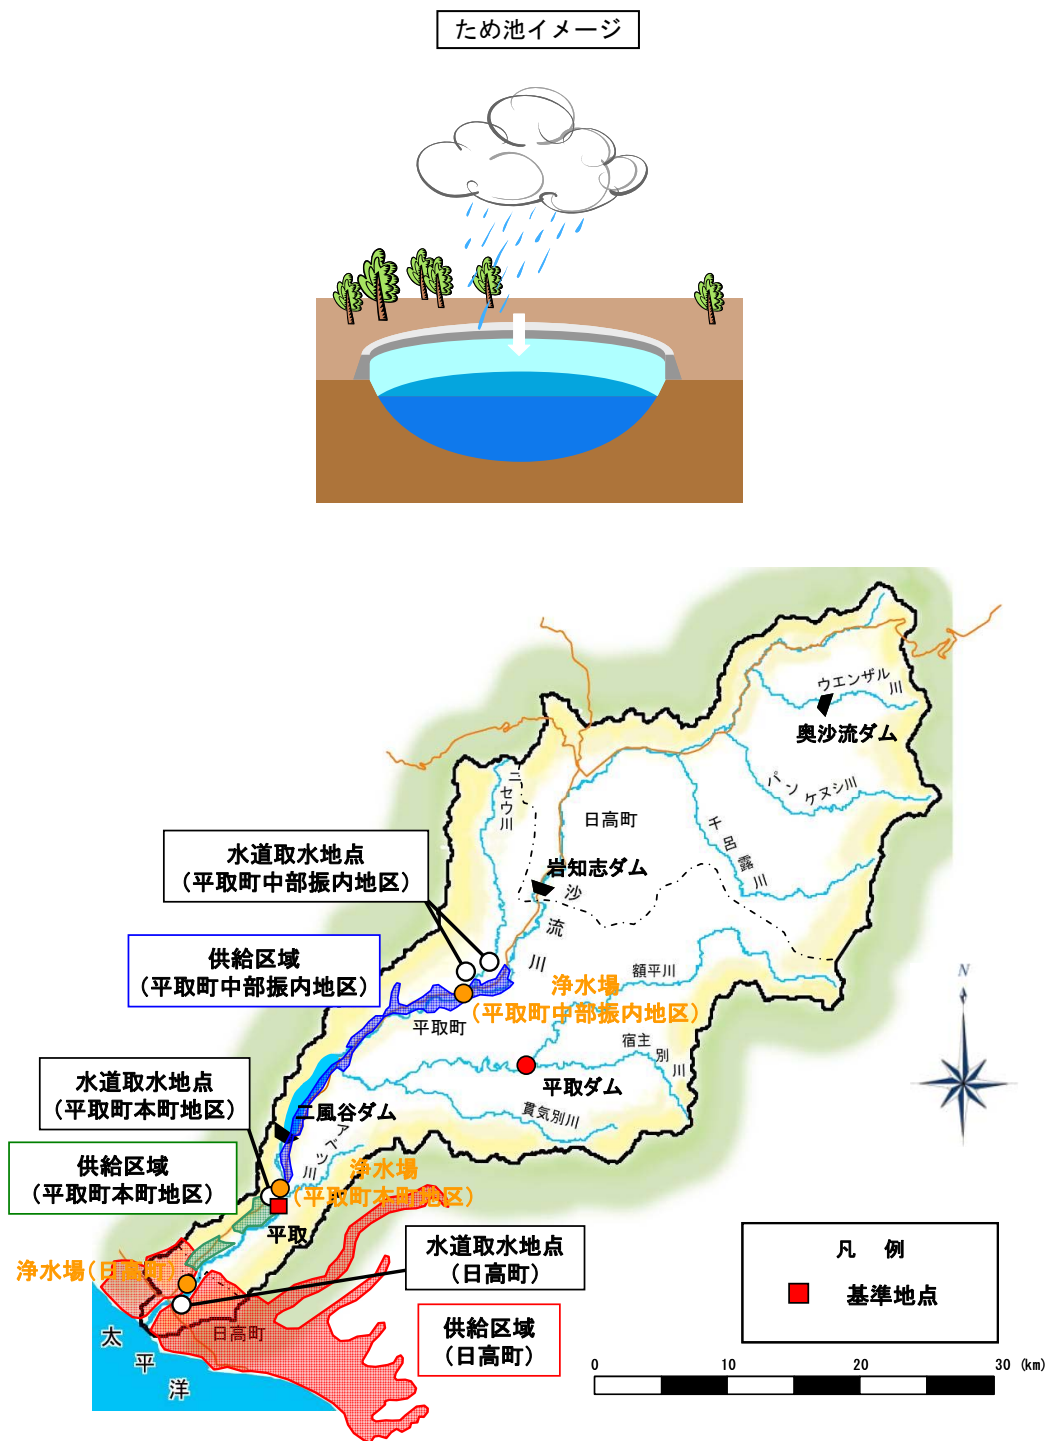 ため池イメージ
ウエンザル川
奥沙流ダム
パンケヌシ川
ニセウ川
日高町
千呂露川
水道取水地点
(平取町中部振内地区)
岩知志ダム
沙流川
供給区域
(平取町中部振内地区)
額平川
浄水場
(平取町中部振内地区)
平取町
宿主別川
N
水道取水地点
(平取町本町地区)
平取ダム
二風谷ダム
貫気別川
アベツ川
供給区域
(平取町本町地区)
浄水場
(平取町本町地区)
平取
水道取水地点
(日高町)
浄水場(日高町)
凡 例
基準地点
供給区域
(日高町)
日高町
太平洋
0 10 20 30 (km)